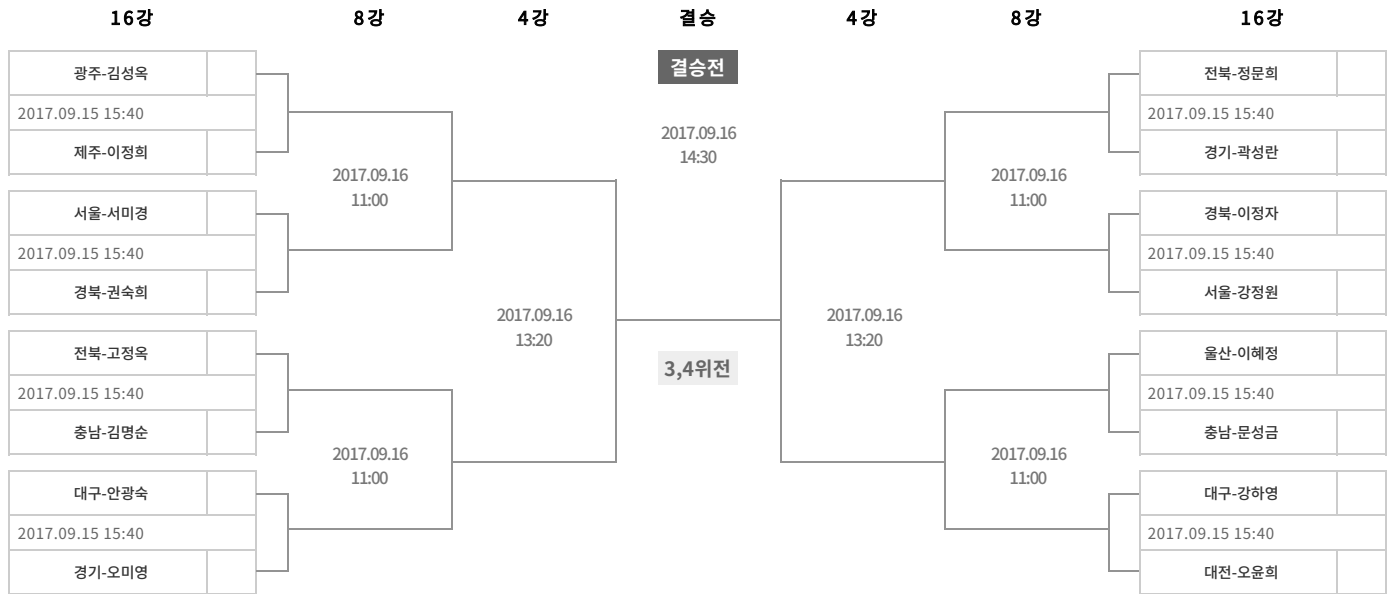 16강 8강 4강 결승 4강 8강 16강
광주-김성옥
2017.09.15 15:40
제주-이정희
서울-서미경
2017.09.15 15:40
경북-권숙희
전북-고정옥
2017.09.15 15:40
충남-김명순
대구-안광숙
2017.09.15 15:40
경기-오미영
2017.09.16
11:00
2017.09.16
11:00
2017.09.16
13:20
결승전
2017.09.16
14:30
3,4위전
2017.09.16
13:20
2017.09.16
11:00
2017.09.16
11:00
전북-정문희
2017.09.15 15:40
경기-곽성란
경북-이정자
2017.09.15 15:40
서울-강정원
울산-이혜정
2017.09.15 15:40
충남-문성금
대구-강하영
2017.09.15 15:40
대전-오윤희